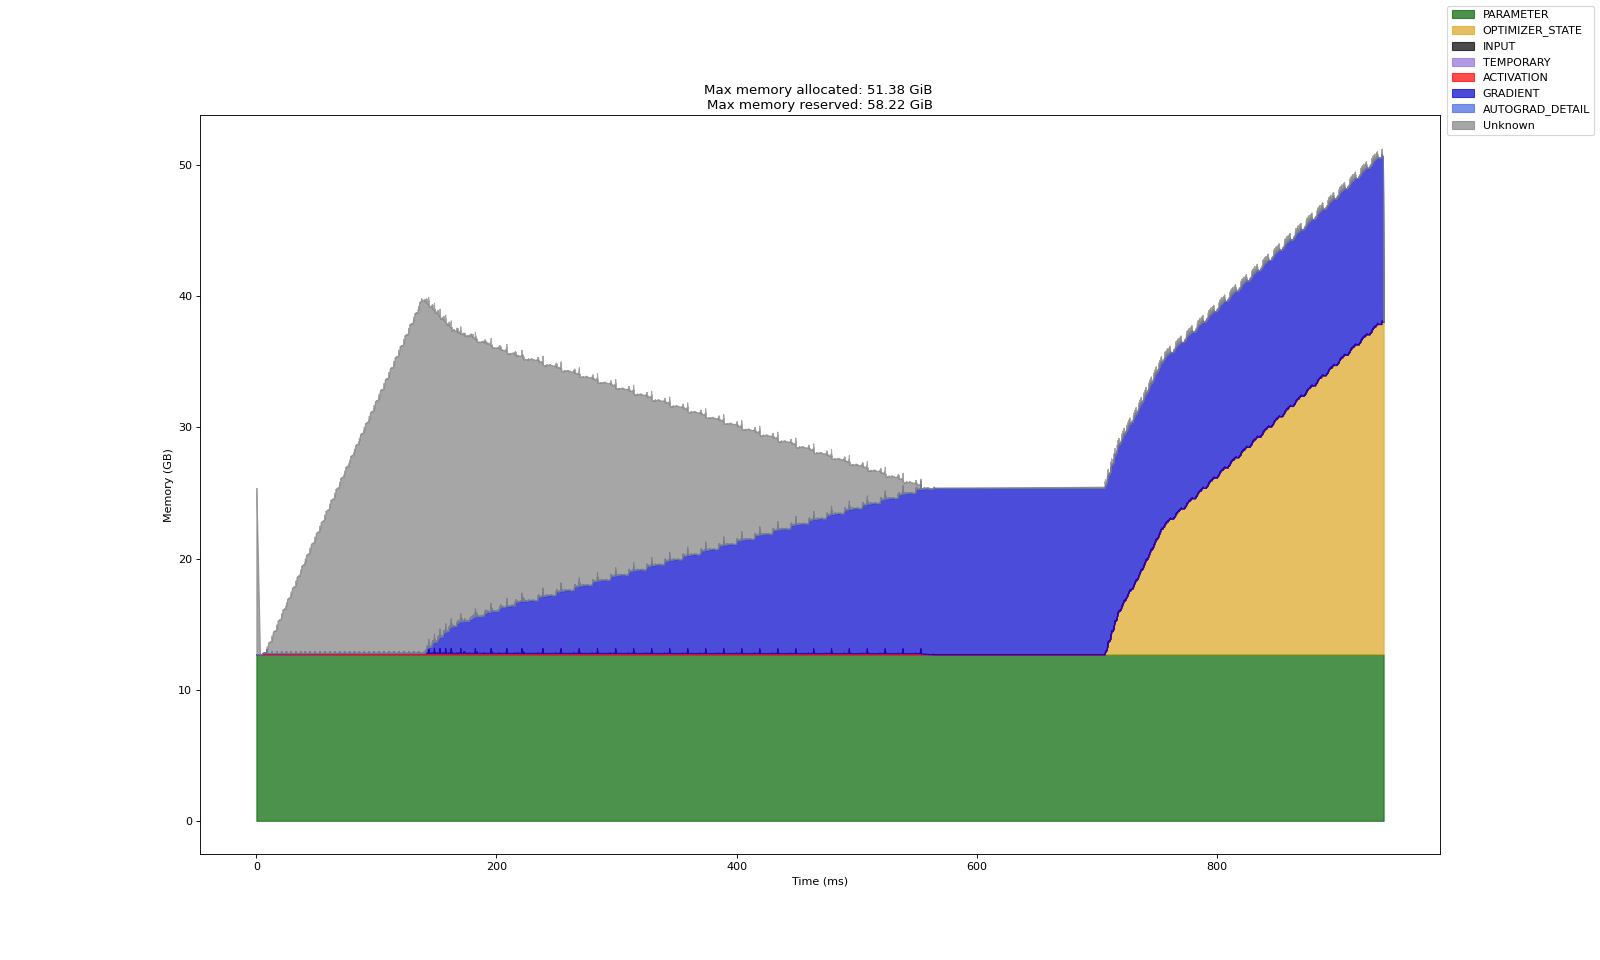 PARAMETER
OPTIMIZER_STATE
INPUT
TEMPORARY
ACTIVATION
GRADIENT
AUTOGRAD_DETAIL
Unknown
Max memory allocated: 51.38 GiB
Max memory reserved: 58.22 GiB
50
40
30
20
10
0
Memory (GB)
0 200 400 600 800
Time (ms)